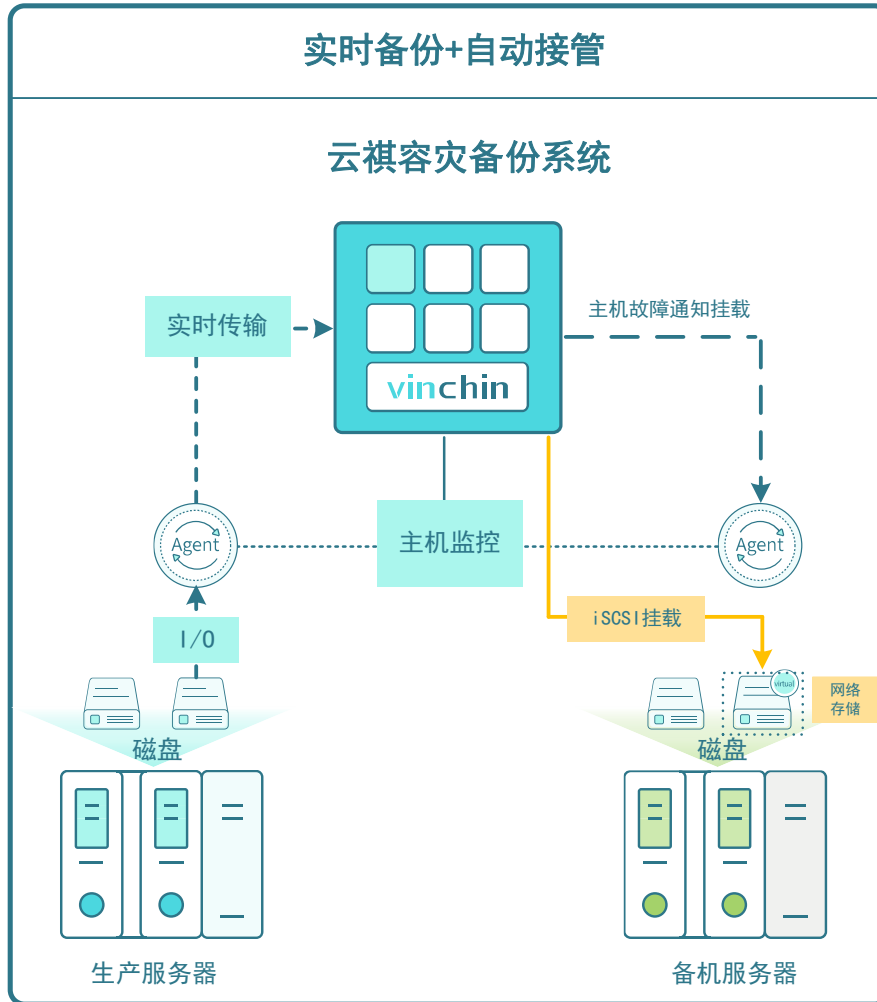 实时备份+自动接管
云祺容灾备份系统
实时传输
主机故障通知挂载
vinchin
Agent
主机监控
Agent
iSCSI挂载
I/O
virtual
网络
存储
磁盘
磁盘
生产服务器
备机服务器